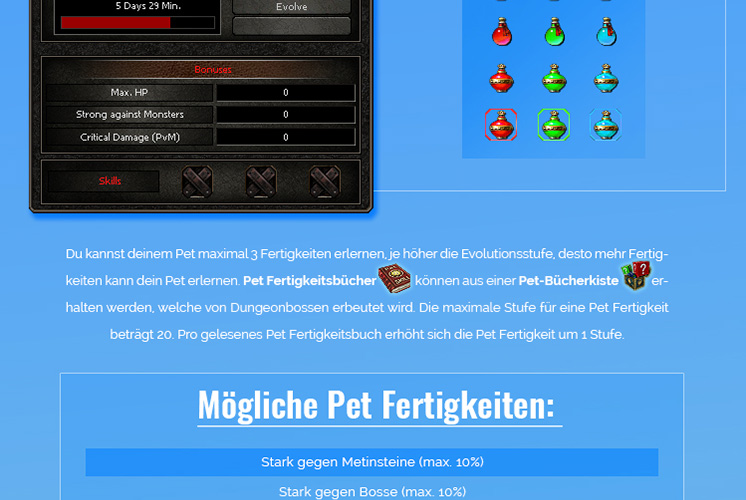 5 Days 29 Min.
Evolve
Bonuses
Max. HP 0
Strong against Monsters 0
Critical Damage (PvM) 0
Skills
Du kannst deinem Pet maximal 3 Fertigkeiten erlernen, je höher die Evolutionsstufe, desto mehr Fertig-
keiten kann dein Pet erlernen. Pet Fertigkeitsbücher können aus einer Pet-Bücherkiste er-
halten werden, welche von Dungeonbossen erbeutet wird. Die maximale Stufe für eine Pet Fertigkeit
beträgt 20. Pro gelesenes Pet Fertigkeitsbuch erhöht sich die Pet Fertigkeit um 1 Stufe.
Mögliche Pet Fertigkeiten:
Stark gegen Metinsteine (max. 10%)
Stark gegen Bosse (max. 10%)